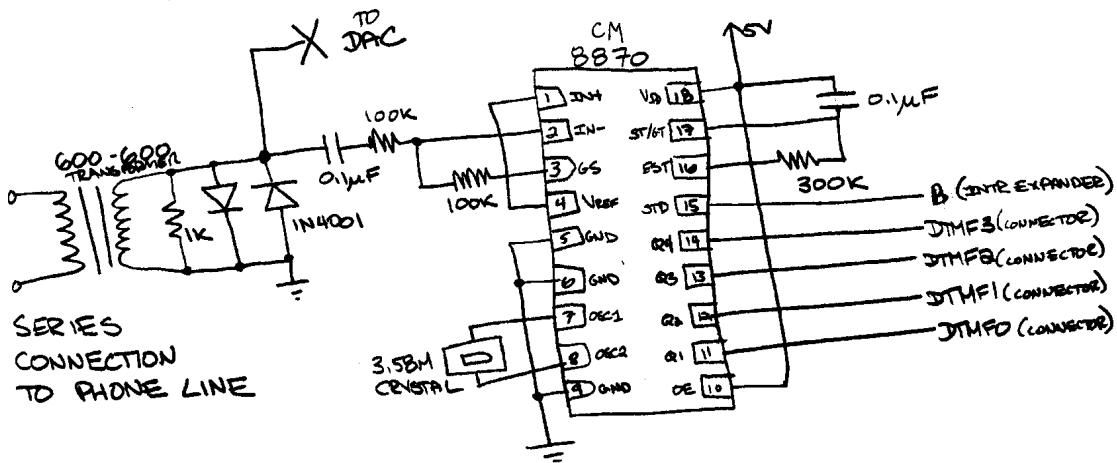 TO
DAC
CM
8870
5V
600-600
TRANSFORMER
1K
1N4001
0.1µF
100K
100K
1 IN+
2 IN-
3 GS
4 VREF
5 GND
6 GND
7 OSC1
8 OSC2
9 GND
VDD 18
ST/GT 17
EST 16
STD 15
Q4 14
Q3 13
Q2 12
Q1 11
OE 10
0.1µF
300K
B (INTR EXPANDER)
DTMF3 (CONNECTOR)
DTMF2 (CONNECTOR)
DTMF1 (CONNECTOR)
DTMF0 (CONNECTOR)
3.58M
CRYSTAL
SERIES
CONNECTION
TO PHONE LINE